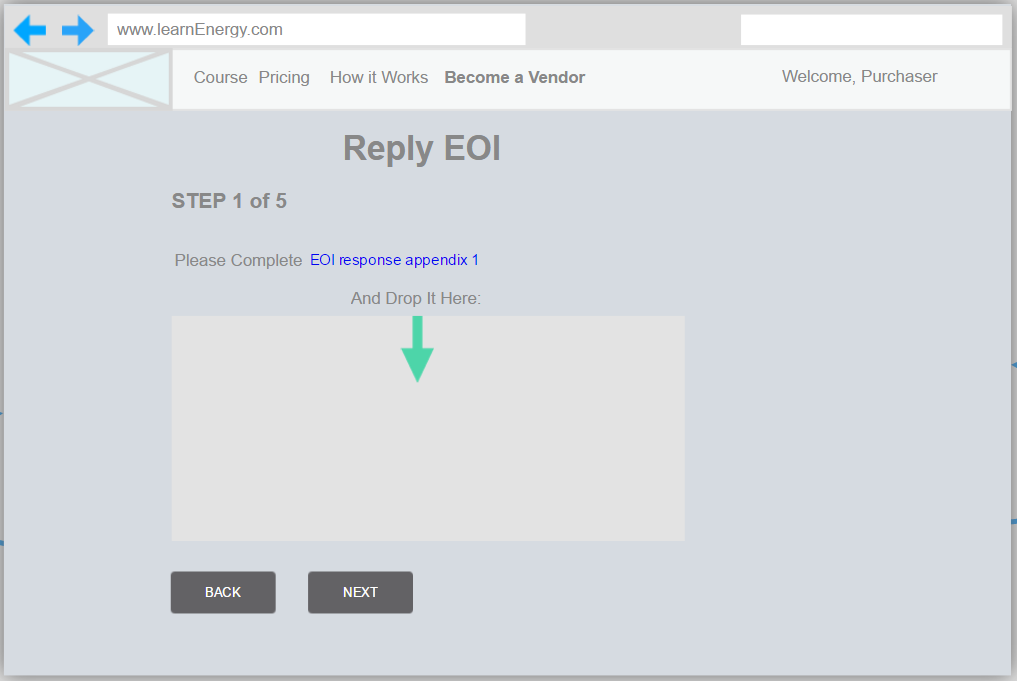 www.learnEnergy.com
Course Pricing How it Works Become a Vendor Welcome, Purchaser
Reply EOI
STEP 1 of 5
Please Complete EOI response appendix 1
And Drop It Here:
BACK NEXT